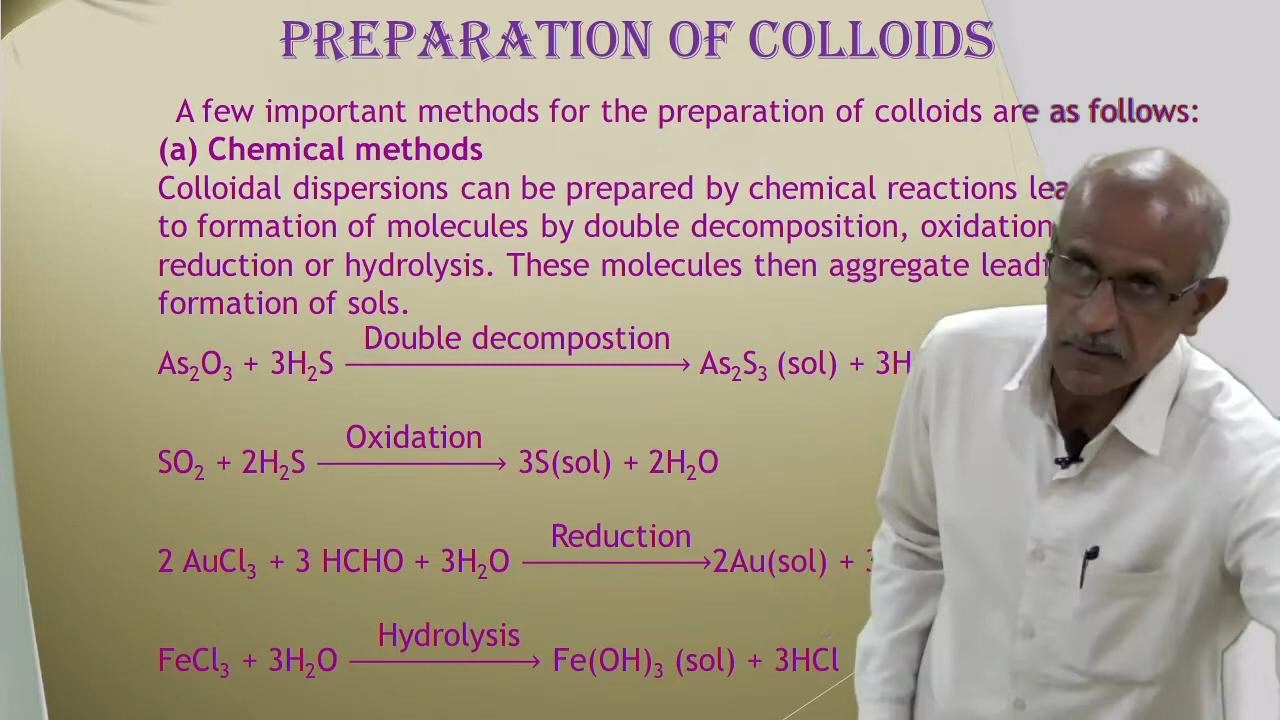 PREPARATION OF COLLOIDS
A few important methods for the preparation of colloids are as follows:
(a) Chemical methods
Colloidal dispersions can be prepared by chemical reactions
to formation of molecules by double decomposition, oxidation
reduction or hydrolysis. These molecules then aggregate
formation of sols.
Double decompostion
As₂O₃ + 3H₂S ⟶ As₂S₃ (sol) + 3H
Oxidation
SO₂ + 2H₂S ⟶ 3S(sol) + 2H₂O
Reduction
2 AuCl₃ + 3 HCHO + 3H₂O ⟶ 2Au(sol) +
Hydrolysis
FeCl₃ + 3H₂O ⟶ Fe(OH)₃ (sol) + 3HCl